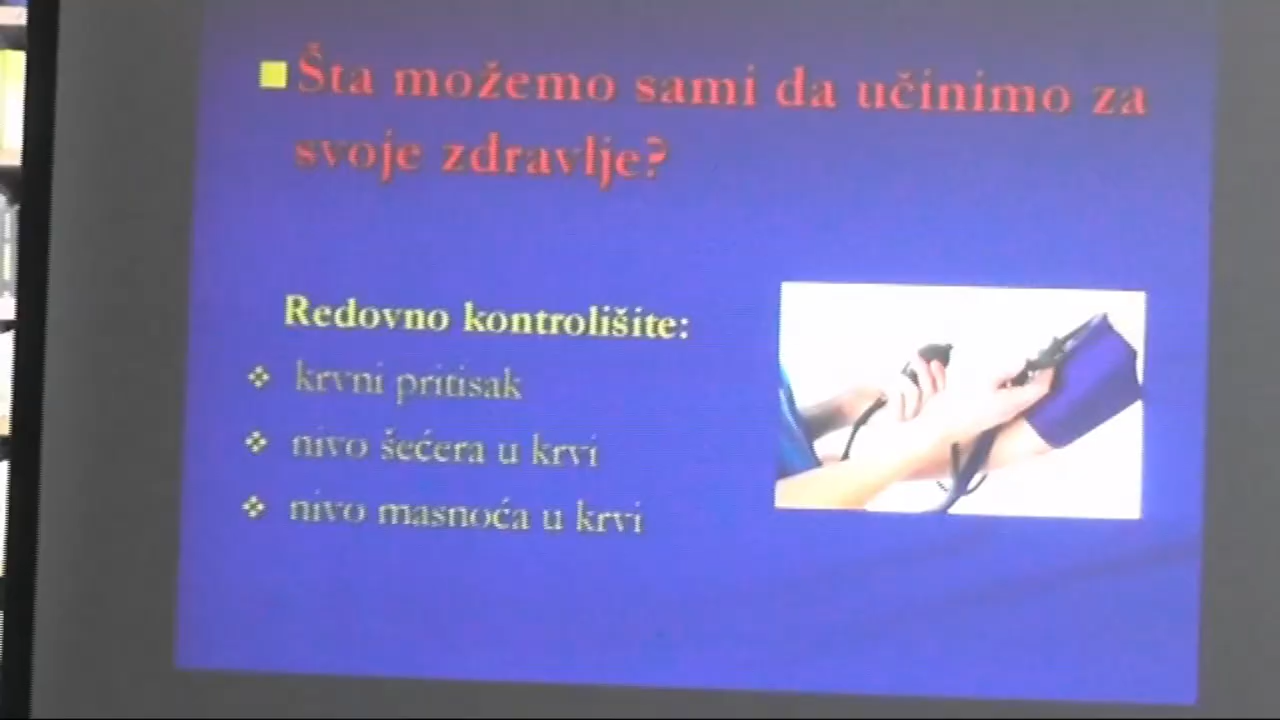 Šta možemo sami da učinimo za
svoje zdravlje?
Redovno kontrolišite:
krvni pritisak
nivo šećera u krvi
nivo masnoća u krvi